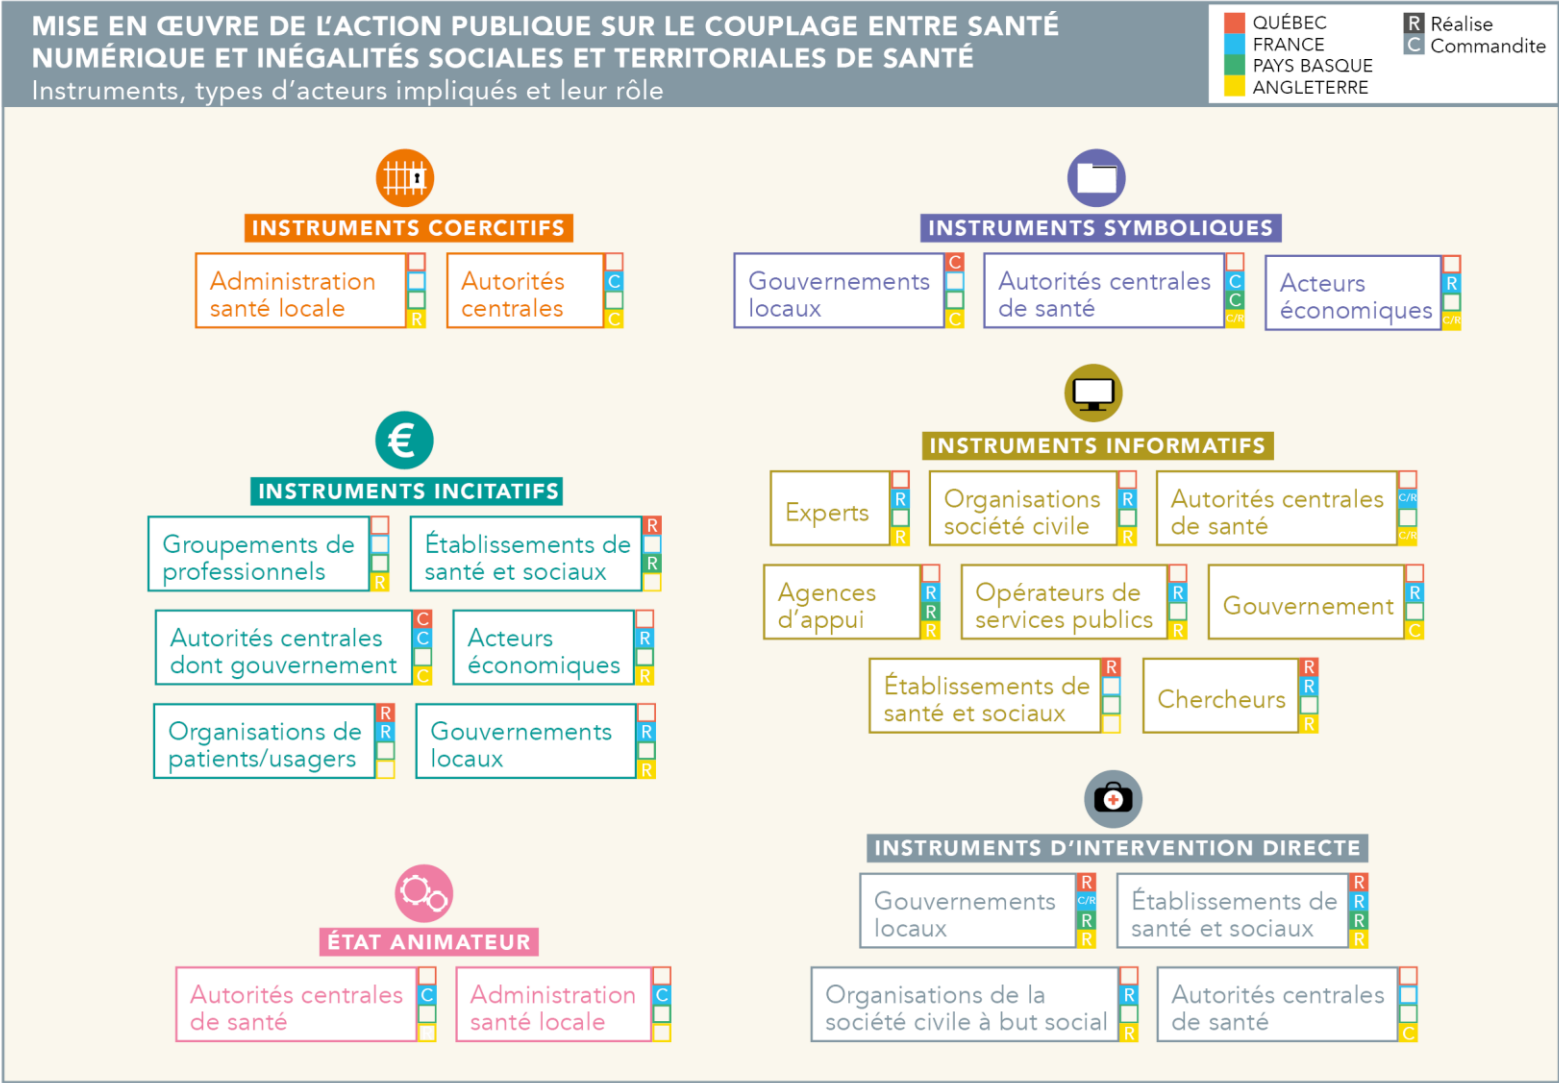 MISE EN ŒUVRE DE L'ACTION PUBLIQUE SUR LE COUPLAGE ENTRE SANTÉ
NUMÉRIQUE ET INÉGALITÉS SOCIALES ET TERRITORIALES DE SANTÉ
Instruments, types d'acteurs impliqués et leur rôle
QUÉBEC
FRANCE
PAYS BASQUE
ANGLETERRE
R Réalise
C Commandite
INSTRUMENTS COERCITIFS
Administration
santé locale
R
Autorités
centrales
C
C
INSTRUMENTS SYMBOLIQUES
Gouvernements
locaux
C
C
Autorités centrales
de santé
C
C
C/R
Acteurs
économiques
R
C/R
INSTRUMENTS INCITATIFS
Groupements de
professionnels
R
Établissements de
santé et sociaux
R
R
Autorités centrales
dont gouvernement
C
C
C
Acteurs
économiques
R
R
Organisations de
patients/usagers
R
R
Gouvernements
locaux
R
R
INSTRUMENTS INFORMATIFS
Experts
R
R
Organisations
société civile
R
R
Autorités centrales
de santé
C/R
C/R
Agences
d'appui
R
R
R
Opérateurs de
services publics
R
R
Gouvernement
R
C
Établissements de
santé et sociaux
R
Chercheurs
R
R
R
ÉTAT ANIMATEUR
Autorités centrales
de santé
C
Administration
santé locale
C
INSTRUMENTS D'INTERVENTION DIRECTE
Gouvernements
locaux
R
C/R
R
R
Établissements de
santé et sociaux
R
R
R
R
Organisations de la
société civile à but social
R
R
Autorités centrales
de santé
C